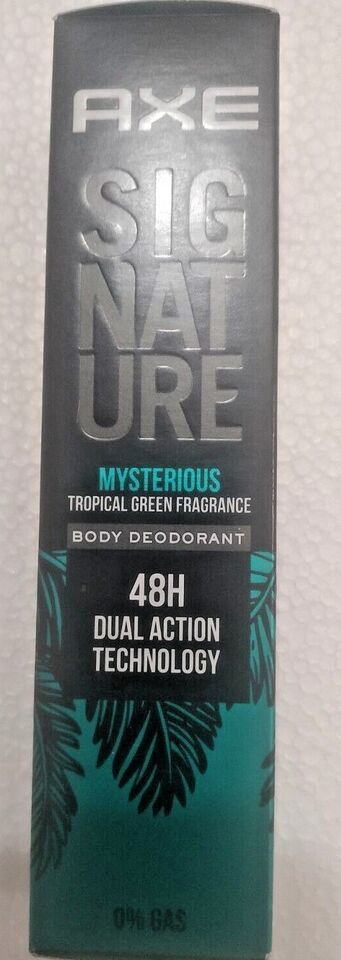 AXE
SIG
NAT
URE
MYSTERIOUS
TROPICAL GREEN FRAGRANCE
BODY DEODORANT
48H
DUAL ACTION
TECHNOLOGY
0% GAS